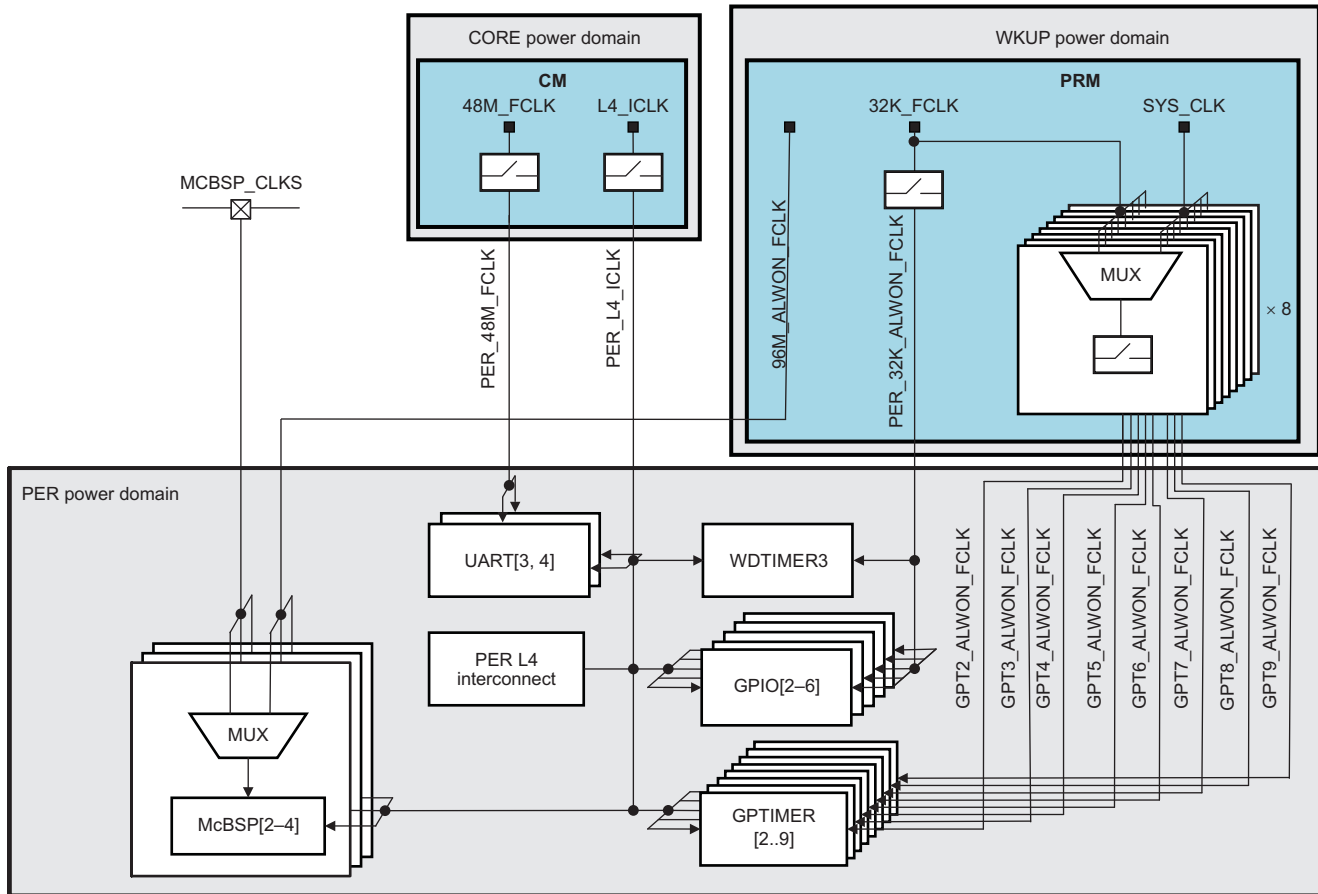 CORE power domain
WKUP power domain
CM
PRM
48M_FCLK
L4_ICLK
32K_FCLK
SYS_CLK
MCBSP_CLKS
PER_48M_FCLK
PER_L4_ICLK
96M_ALWON_FCLK
PER_32K_ALWON_FCLK
MUX
× 8
PER power domain
UART[3, 4]
WDTIMER3
PER L4
interconnect
GPIO[2–6]
GPT2_ALWON_FCLK
GPT3_ALWON_FCLK
GPT4_ALWON_FCLK
GPT5_ALWON_FCLK
GPT6_ALWON_FCLK
GPT7_ALWON_FCLK
GPT8_ALWON_FCLK
GPT9_ALWON_FCLK
MUX
McBSP[2–4]
GPTIMER
[2..9]